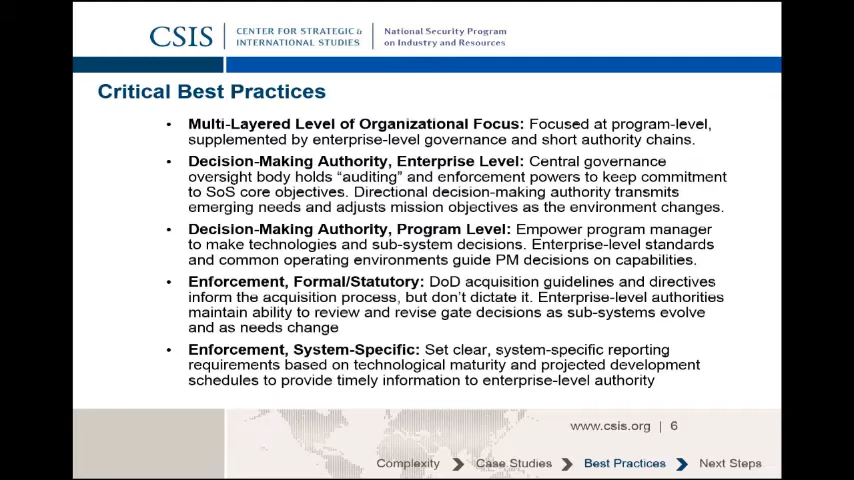 CSIS
CENTER FOR STRATEGIC &
INTERNATIONAL STUDIES
National Security Program
on Industry and Resources
Critical Best Practices
• Multi-Layered Level of Organizational Focus: Focused at program-level,
supplemented by enterprise-level governance and short authority chains.
• Decision-Making Authority, Enterprise Level: Central governance
oversight body holds “auditing” and enforcement powers to keep commitment
to SoS core objectives. Directional decision-making authority transmits
emerging needs and adjusts mission objectives as the environment changes.
• Decision-Making Authority, Program Level: Empower program manager
to make technologies and sub-system decisions. Enterprise-level standards
and common operating environments guide PM decisions on capabilities.
• Enforcement, Formal/Statutory: DoD acquisition guidelines and directives
inform the acquisition process, but don’t dictate it. Enterprise-level authorities
maintain ability to review and revise gate decisions as sub-systems evolve
and as needs change
• Enforcement, System-Specific: Set clear, system-specific reporting
requirements based on technological maturity and projected development
schedules to provide timely information to enterprise-level authority
www.csis.org | 6
Complexity Case Studies Best Practices Next Steps